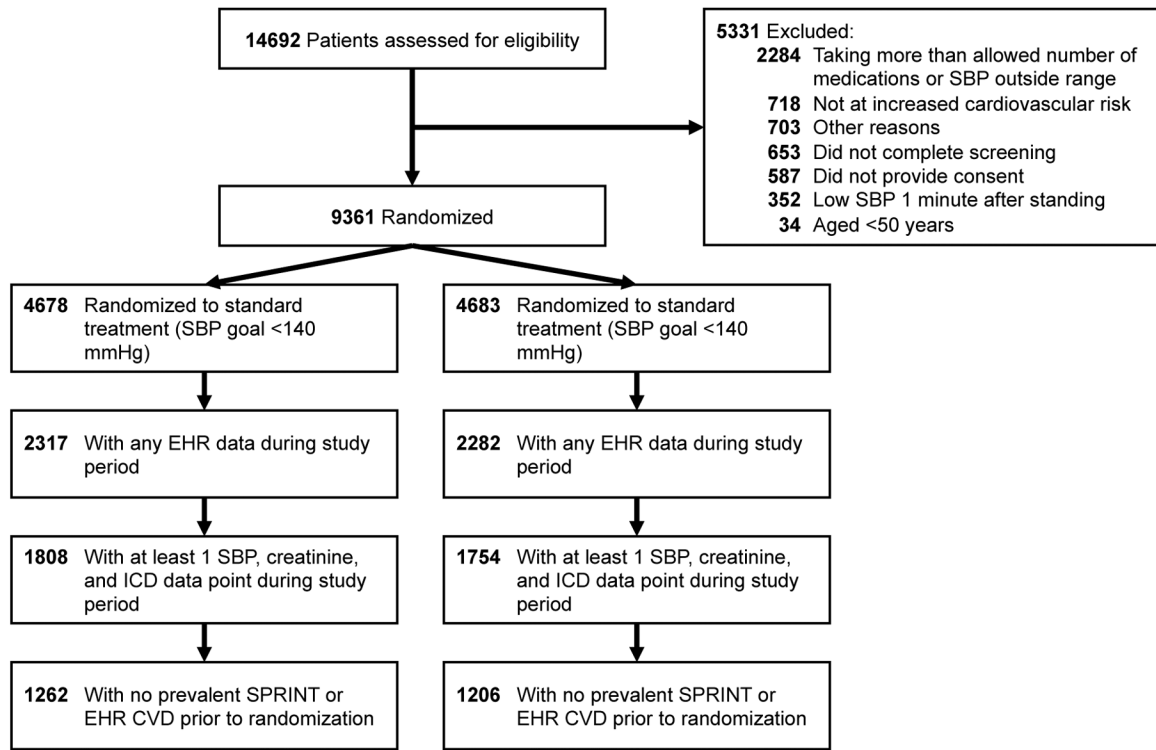 14692 Patients assessed for eligibility
5331 Excluded:
2284 Taking more than allowed number of
medications or SBP outside range
718 Not at increased cardiovascular risk
703 Other reasons
653 Did not complete screening
587 Did not provide consent
352 Low SBP 1 minute after standing
34 Aged <50 years
9361 Randomized
4678 Randomized to standard
treatment (SBP goal <140
mmHg)
4683 Randomized to standard
treatment (SBP goal <140
mmHg)
2317 With any EHR data during study
period
2282 With any EHR data during study
period
1808 With at least 1 SBP, creatinine,
and ICD data point during study
period
1754 With at least 1 SBP, creatinine,
and ICD data point during study
period
1262 With no prevalent SPRINT or
EHR CVD prior to randomization
1206 With no prevalent SPRINT or
EHR CVD prior to randomization